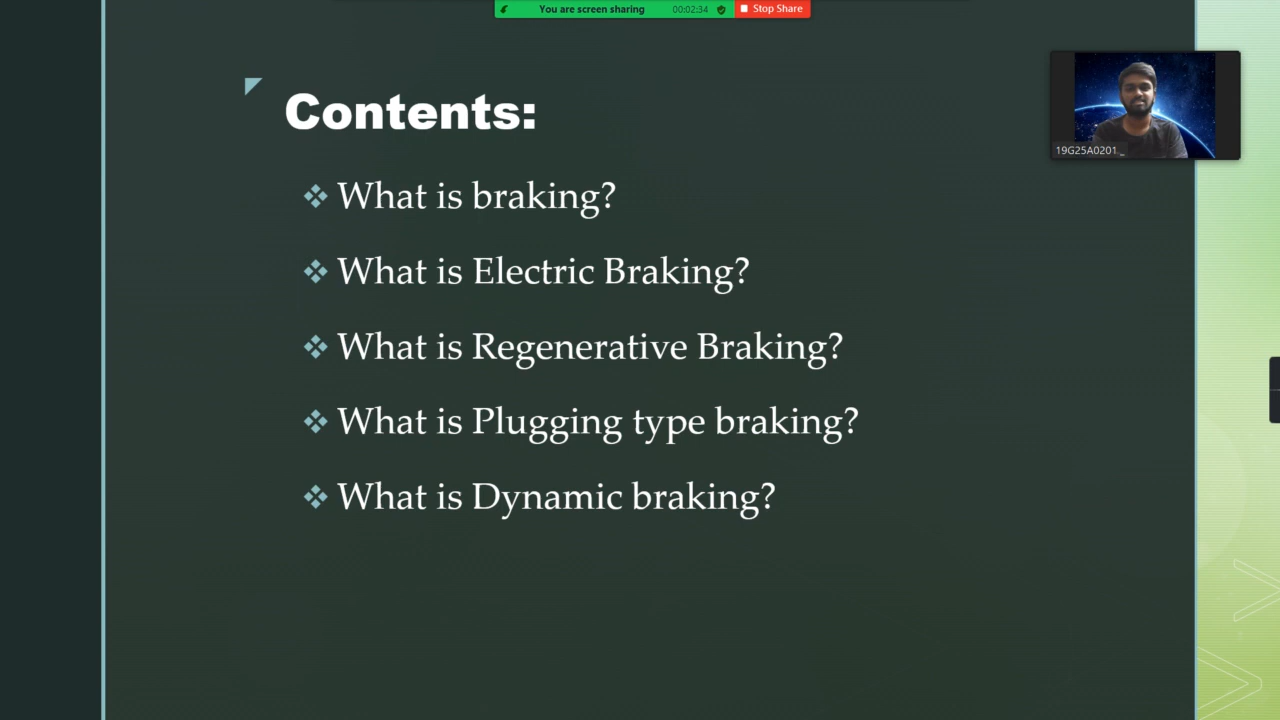 You are screen sharing 00:02:34 Stop Share
Contents:
19G25A0201_
What is braking?
What is Electric Braking?
What is Regenerative Braking?
What is Plugging type braking?
What is Dynamic braking?